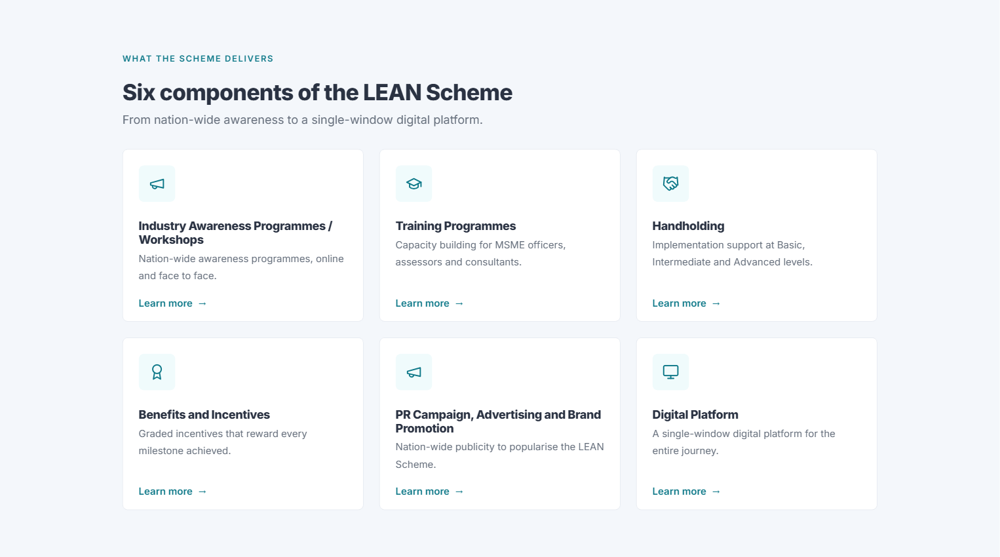 WHAT THE SCHEME DELIVERS
Six components of the LEAN Scheme
From nation-wide awareness to a single-window digital platform.
Industry Awareness Programmes /
Workshops
Nation-wide awareness programmes, online
and face to face.
Learn more →
Training Programmes
Capacity building for MSME officers,
assessors and consultants.
Learn more →
Handholding
Implementation support at Basic,
Intermediate and Advanced levels.
Learn more →
Benefits and Incentives
Graded incentives that reward every
milestone achieved.
Learn more →
PR Campaign, Advertising and Brand
Promotion
Nation-wide publicity to popularise the LEAN
Scheme.
Learn more →
Digital Platform
A single-window digital platform for the
entire journey.
Learn more →